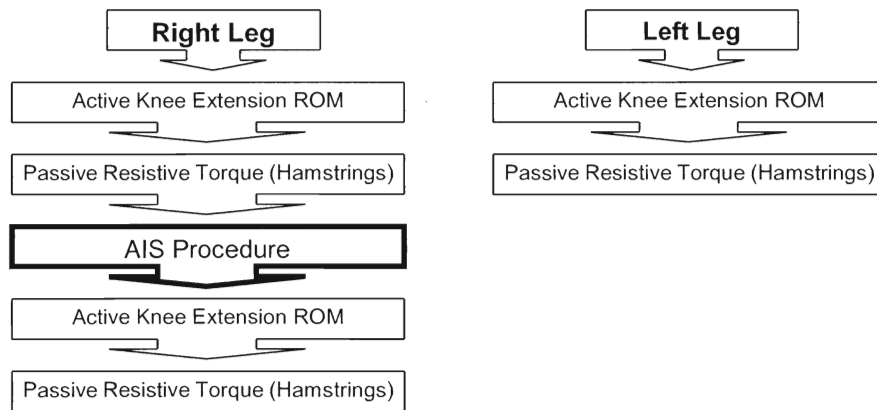 Right Leg
Active Knee Extension ROM
Passive Resistive Torque (Hamstrings)
AIS Procedure
Active Knee Extension ROM
Passive Resistive Torque (Hamstrings)
Left Leg
Active Knee Extension ROM
Passive Resistive Torque (Hamstrings)